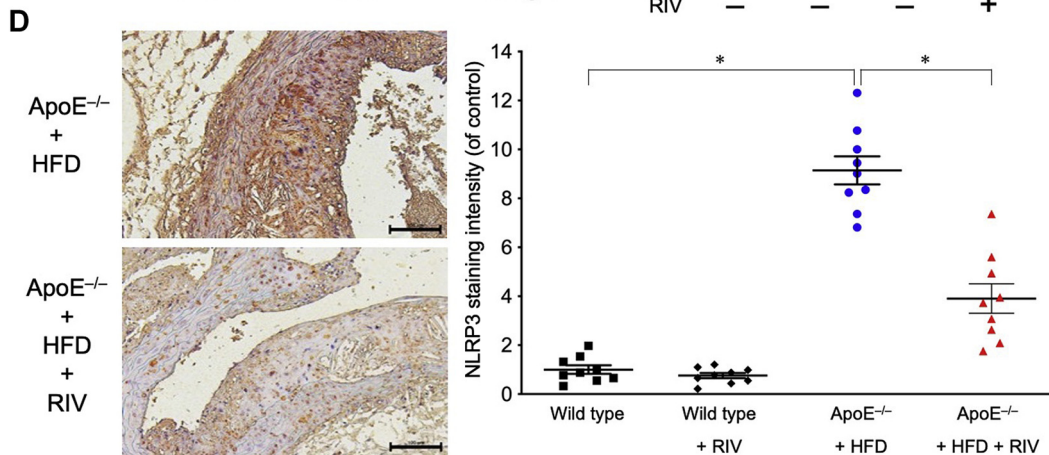 D
RIV − − − +
ApoE−/−
+
HFD
ApoE−/−
+
HFD
+
RIV
NLRP3 staining intensity (of control)
14
12
10
8
6
4
2
0
* *
Wild type
Wild type
+ RIV
ApoE−/−
+ HFD
ApoE−/−
+ HFD + RIV